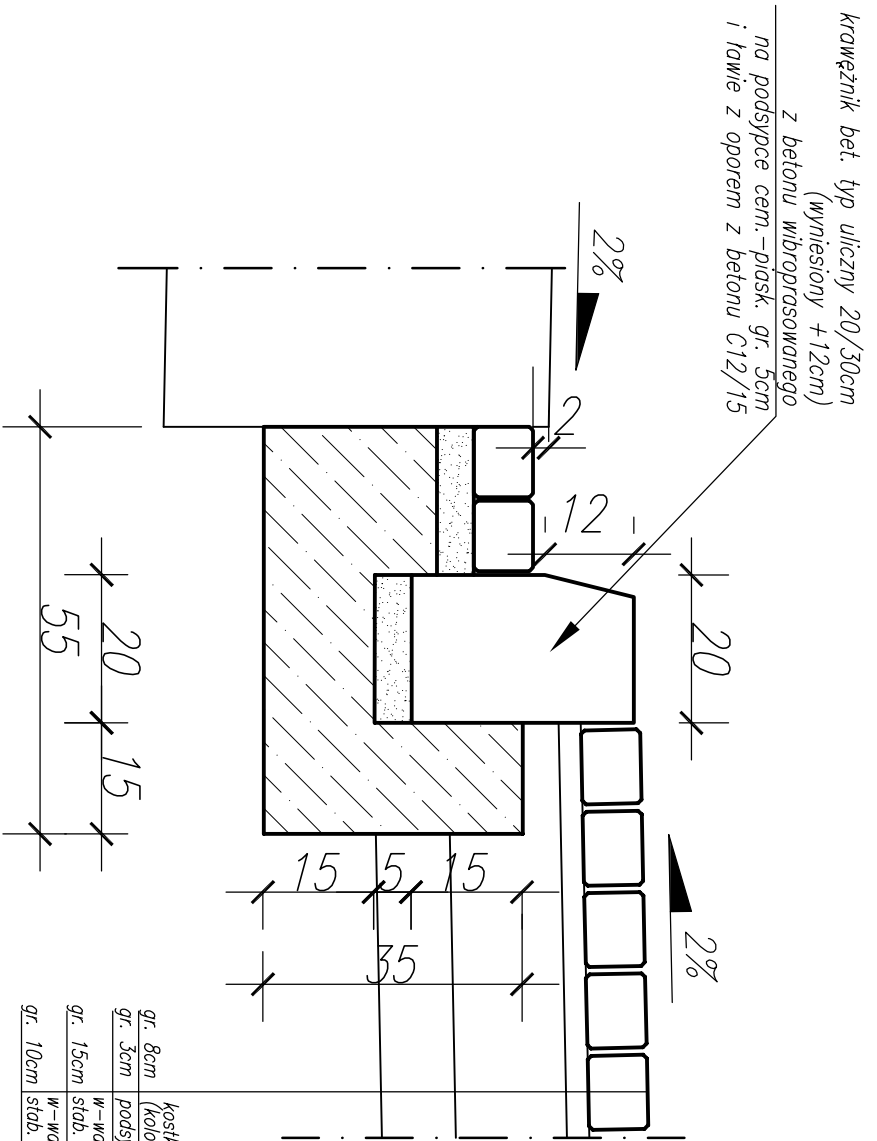 krawężnik bet. typ uliczny 20/30cm
(wyniesiony +12cm)
z betonu wibroprasowanego
na podsypce cem.-piask. gr. 5cm
i ławie z oporem z betonu C12/15
2%
2
12
20
2%
15
5
15
35
20
15
55
gr. 8cm
gr. 3cm
gr. 15cm stab.
gr. 10cm stab.